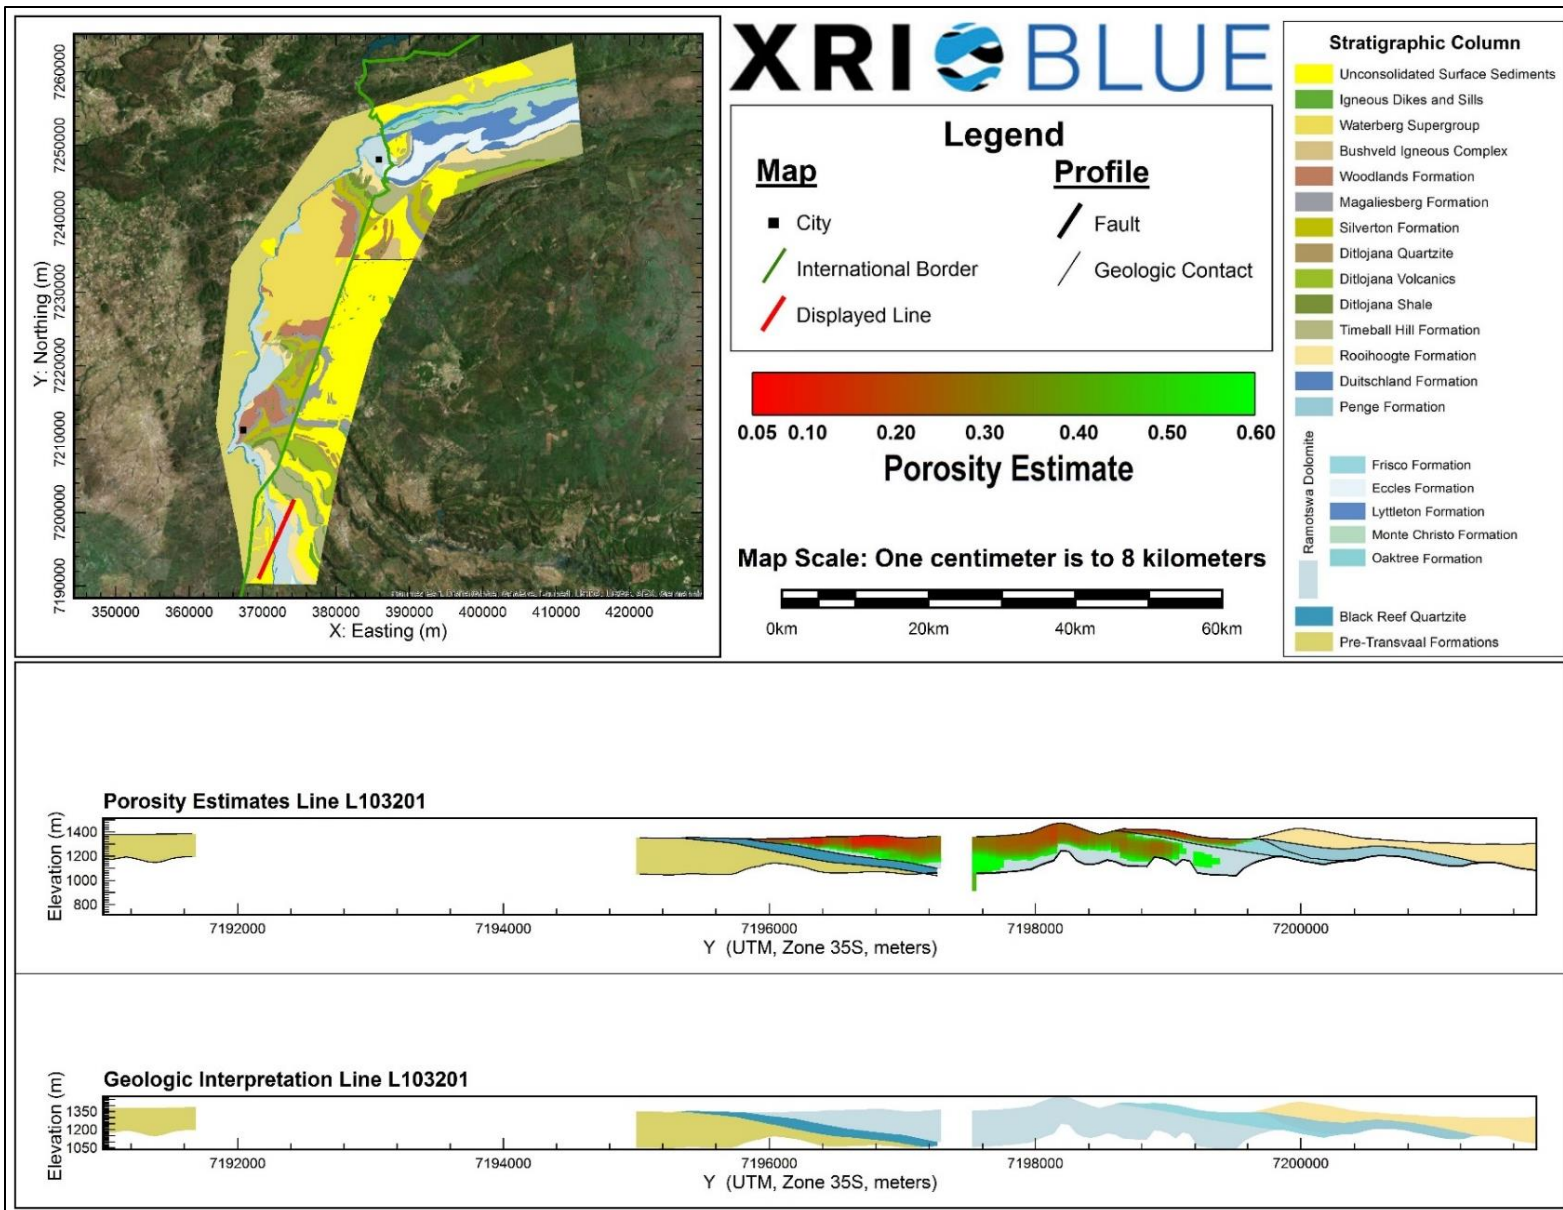 7260000
7250000
7240000
7230000
7220000
7210000
7200000
7190000
Y: Northing (m)
350000 360000 370000 380000 390000 400000 410000 420000
X: Easting (m)
XRI BLUE
Legend
Map
City
International Border
Displayed Line
Profile
Fault
Geologic Contact
0.05 0.10 0.20 0.30 0.40 0.50 0.60
Porosity Estimate
Map Scale: One centimeter is to 8 kilometers
0km 20km 40km 60km
Stratigraphic Column
Unconsolidated Surface Sediments
Igneous Dikes and Sills
Waterberg Supergroup
Bushveld Igneous Complex
Woodlands Formation
Magaliesberg Formation
Silverton Formation
Ditlojana Quartzite
Ditlojana Volcanics
Ditlojana Shale
Timeball Hill Formation
Rooihoogte Formation
Duitschland Formation
Penge Formation
Ramotswa Dolomite
Frisco Formation
Eccles Formation
Lyttleton Formation
Monte Christo Formation
Oaktree Formation
Black Reef Quartzite
Pre-Transvaal Formations
Porosity Estimates Line L103201
Elevation (m)
1400
1200
1000
800
7192000 7194000 7196000 7198000 7200000
Y (UTM, Zone 35S, meters)
Geologic Interpretation Line L103201
Elevation (m)
1350
1200
1050
7192000 7194000 7196000 7198000 7200000
Y (UTM, Zone 35S, meters)